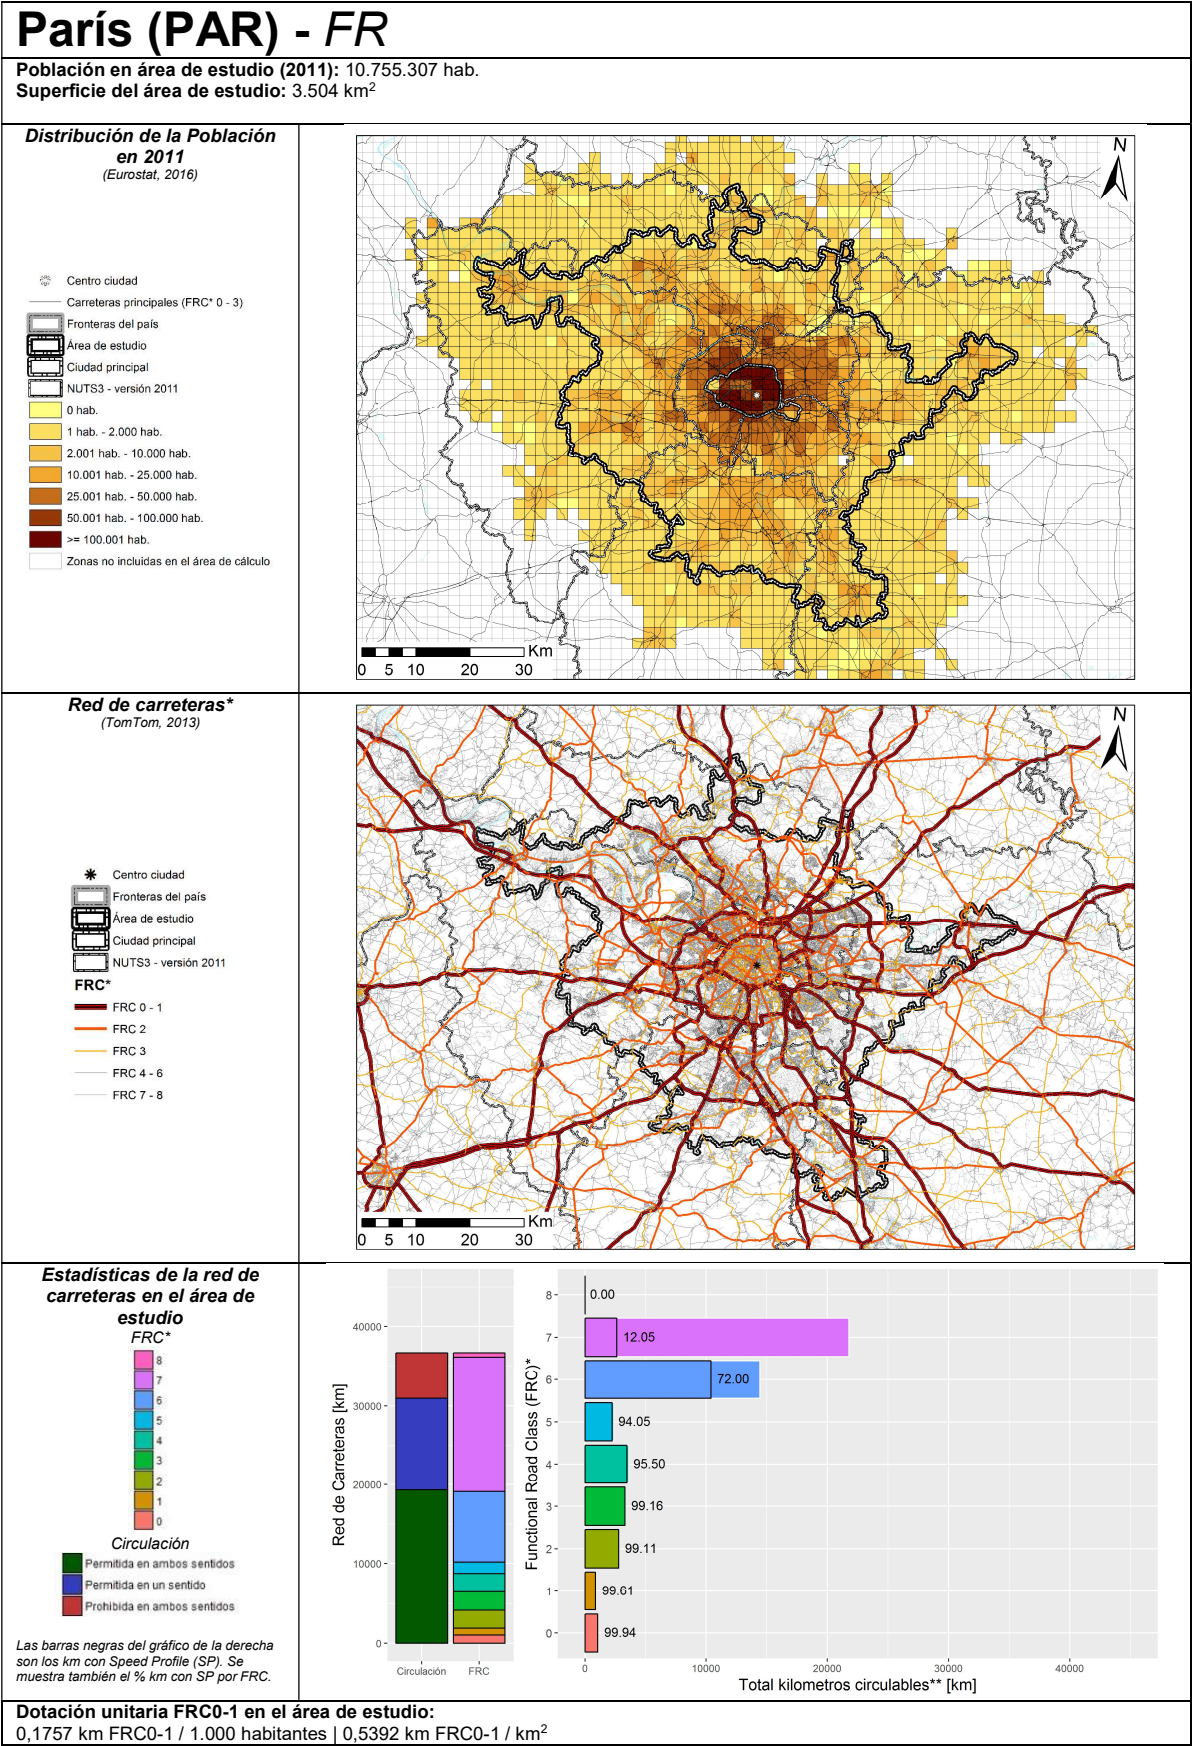 París (PAR) - FR
Población en área de estudio (2011): 10.755.307 hab.
Superficie del área de estudio: 3.504 km²
Distribución de la Población
en 2011
(Eurostat, 2016)
Centro ciudad
Carreteras principales (FRC* 0 - 3)
Fronteras del país
Área de estudio
Ciudad principal
NUTS3 - versión 2011
0 hab.
1 hab. - 2.000 hab.
2.001 hab. - 10.000 hab.
10.001 hab. - 25.000 hab.
25.001 hab. - 50.000 hab.
50.001 hab. - 100.000 hab.
>= 100.001 hab.
Zonas no incluidas en el área de cálculo
N
Km
0 5 10 20 30
Red de carreteras*
(TomTom, 2013)
Centro ciudad
Fronteras del país
Área de estudio
Ciudad principal
NUTS3 - versión 2011
FRC*
FRC 0 - 1
FRC 2
FRC 3
FRC 4 - 6
FRC 7 - 8
N
Km
0 5 10 20 30
Estadísticas de la red de
carreteras en el área de
estudio
FRC*
8
7
6
5
4
3
2
1
0
Circulación
Permitida en ambos sentidos
Permitida en un sentido
Prohibida en ambos sentidos
Las barras negras del gráfico de la derecha
son los km con Speed Profile (SP). Se
muestra también el % km con SP por FRC.
Red de Carreteras [km]
40000
30000
20000
10000
0
Circulación FRC
Functional Road Class (FRC)*
8 0.00
7 12.05
6 72.00
5 94.05
4 95.50
3 99.16
2 99.11
1 99.61
0 99.94
0 10000 20000 30000 40000
Total kilometros circulables** [km]
Dotación unitaria FRC0-1 en el área de estudio:
0,1757 km FRC0-1 / 1.000 habitantes | 0,5392 km FRC0-1 / km²